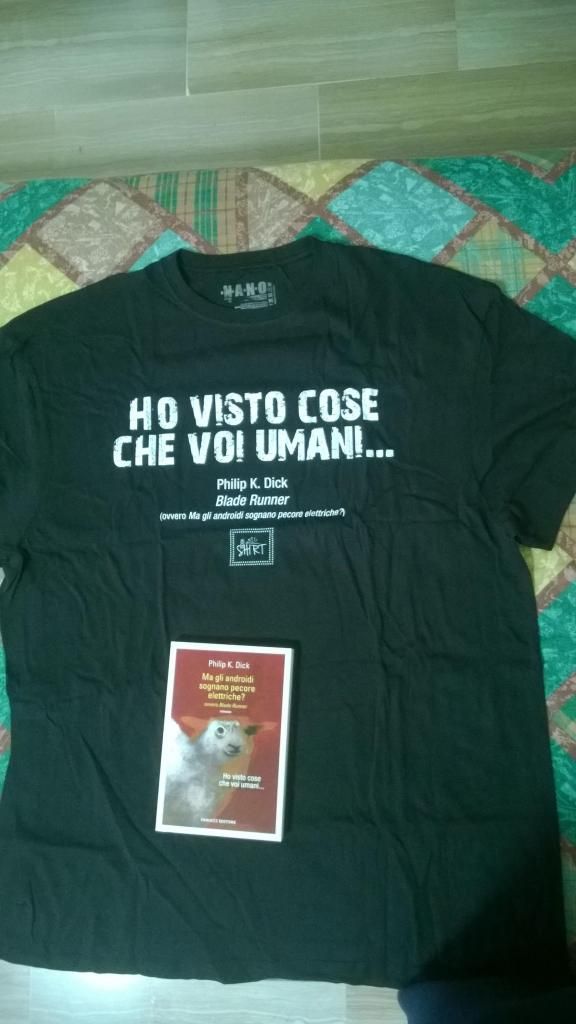 N.A.N.O
HO VISTO COSE
CHE VOI UMANI...
Philip K. Dick
Blade Runner
(ovvero Ma gli androidi sognano pecore elettriche?)
SHIRT
Philip K. Dick
Ma gli androidi
sognano pecore
elettriche?
ovvero Blade Runner
romanzo
Ho visto cose
che voi umani...
FANUCCI EDITORE